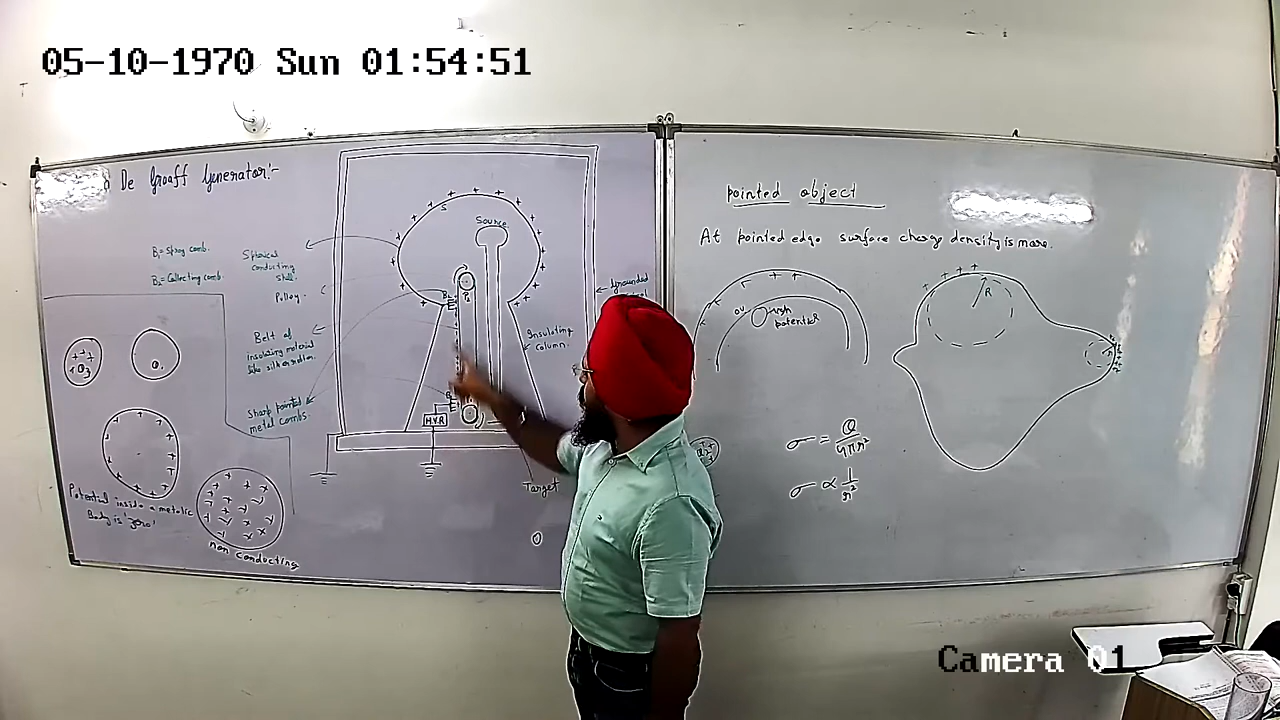 05-10-1970 Sun 01:54:51
De Graaff Generator:-
B₁= Spray comb.
B₂= Collecting comb.
Spherical
conducting
shell
Pulley
Belt of
insulating material
like silk or rubber
Sharp pointed
metal combs.
Source
S
H.V.R
Insulating
column.
Grounded
Target
Potential inside a metalic
Body is zero!
non conducting
pointed object
At pointed edge surface charge density is more.
high
potential
R
σ = Q/4πr²
σ ∝ 1/r²
Camera 01